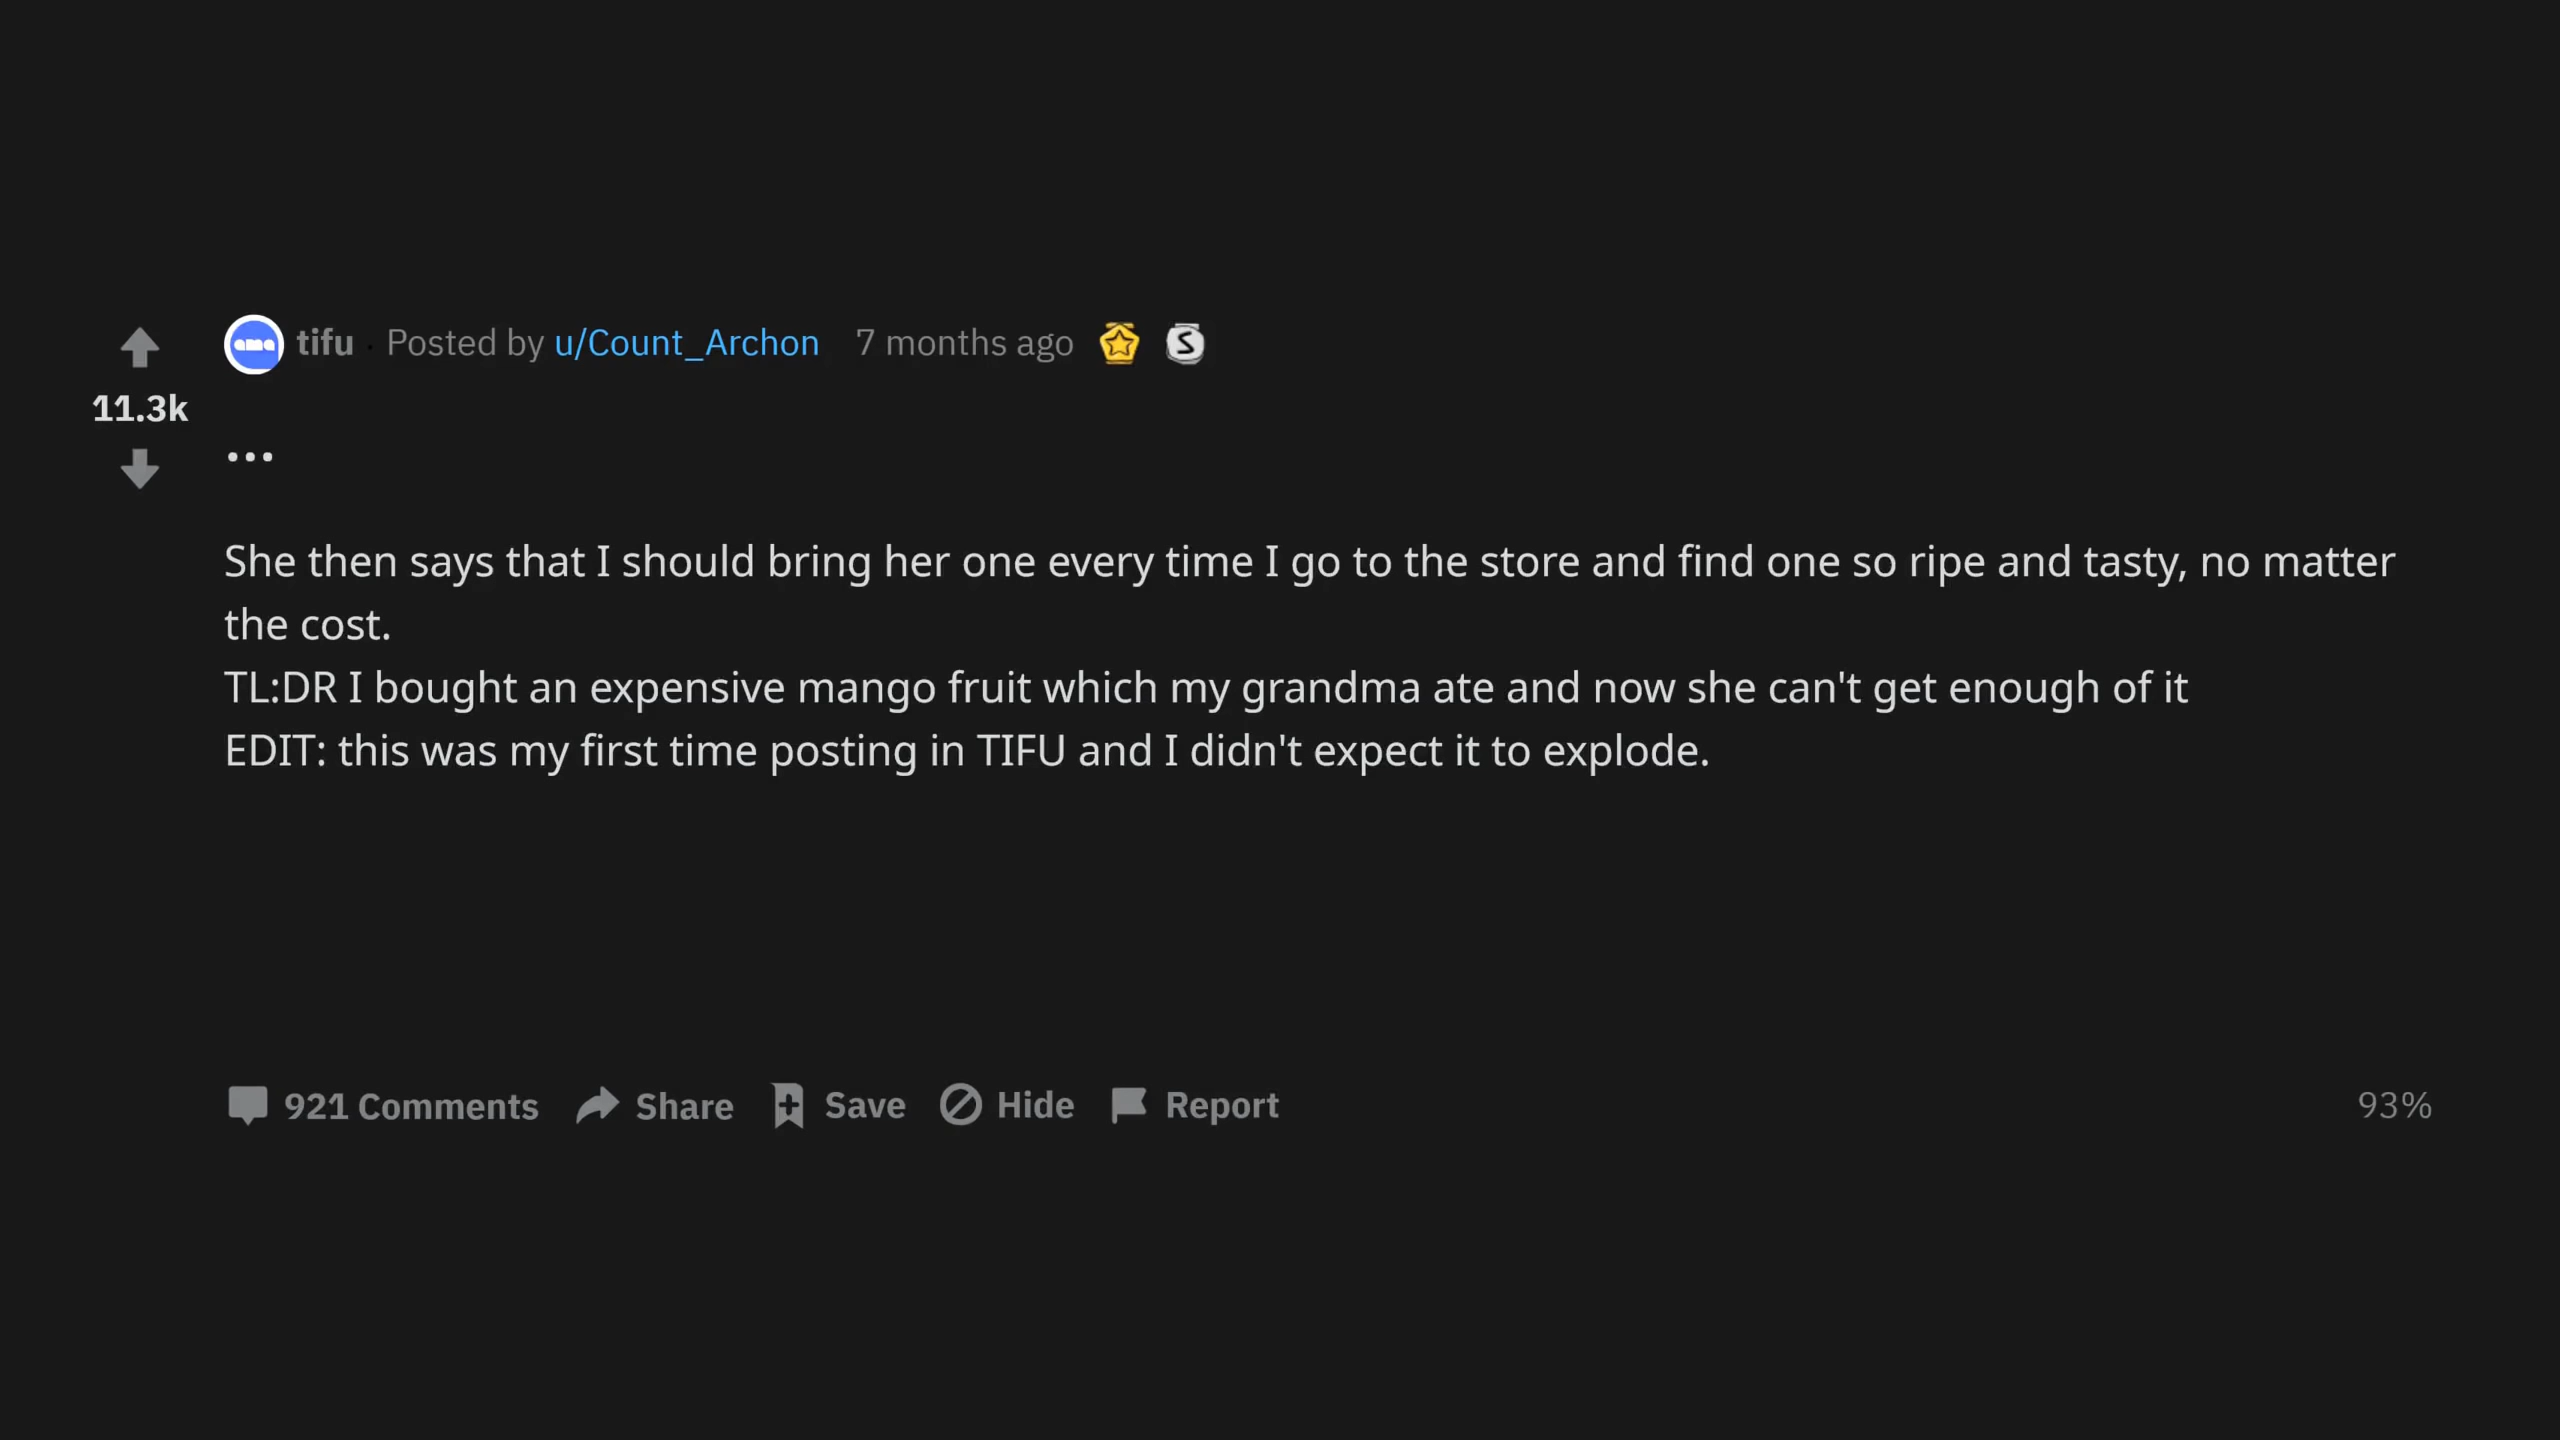 tifu · Posted by u/Count_Archon 7 months ago
11.3k
...
She then says that I should bring her one every time I go to the store and find one so ripe and tasty, no matter
the cost.
TL:DR I bought an expensive mango fruit which my grandma ate and now she can't get enough of it
EDIT: this was my first time posting in TIFU and I didn't expect it to explode.
921 Comments Share Save Hide Report 93%